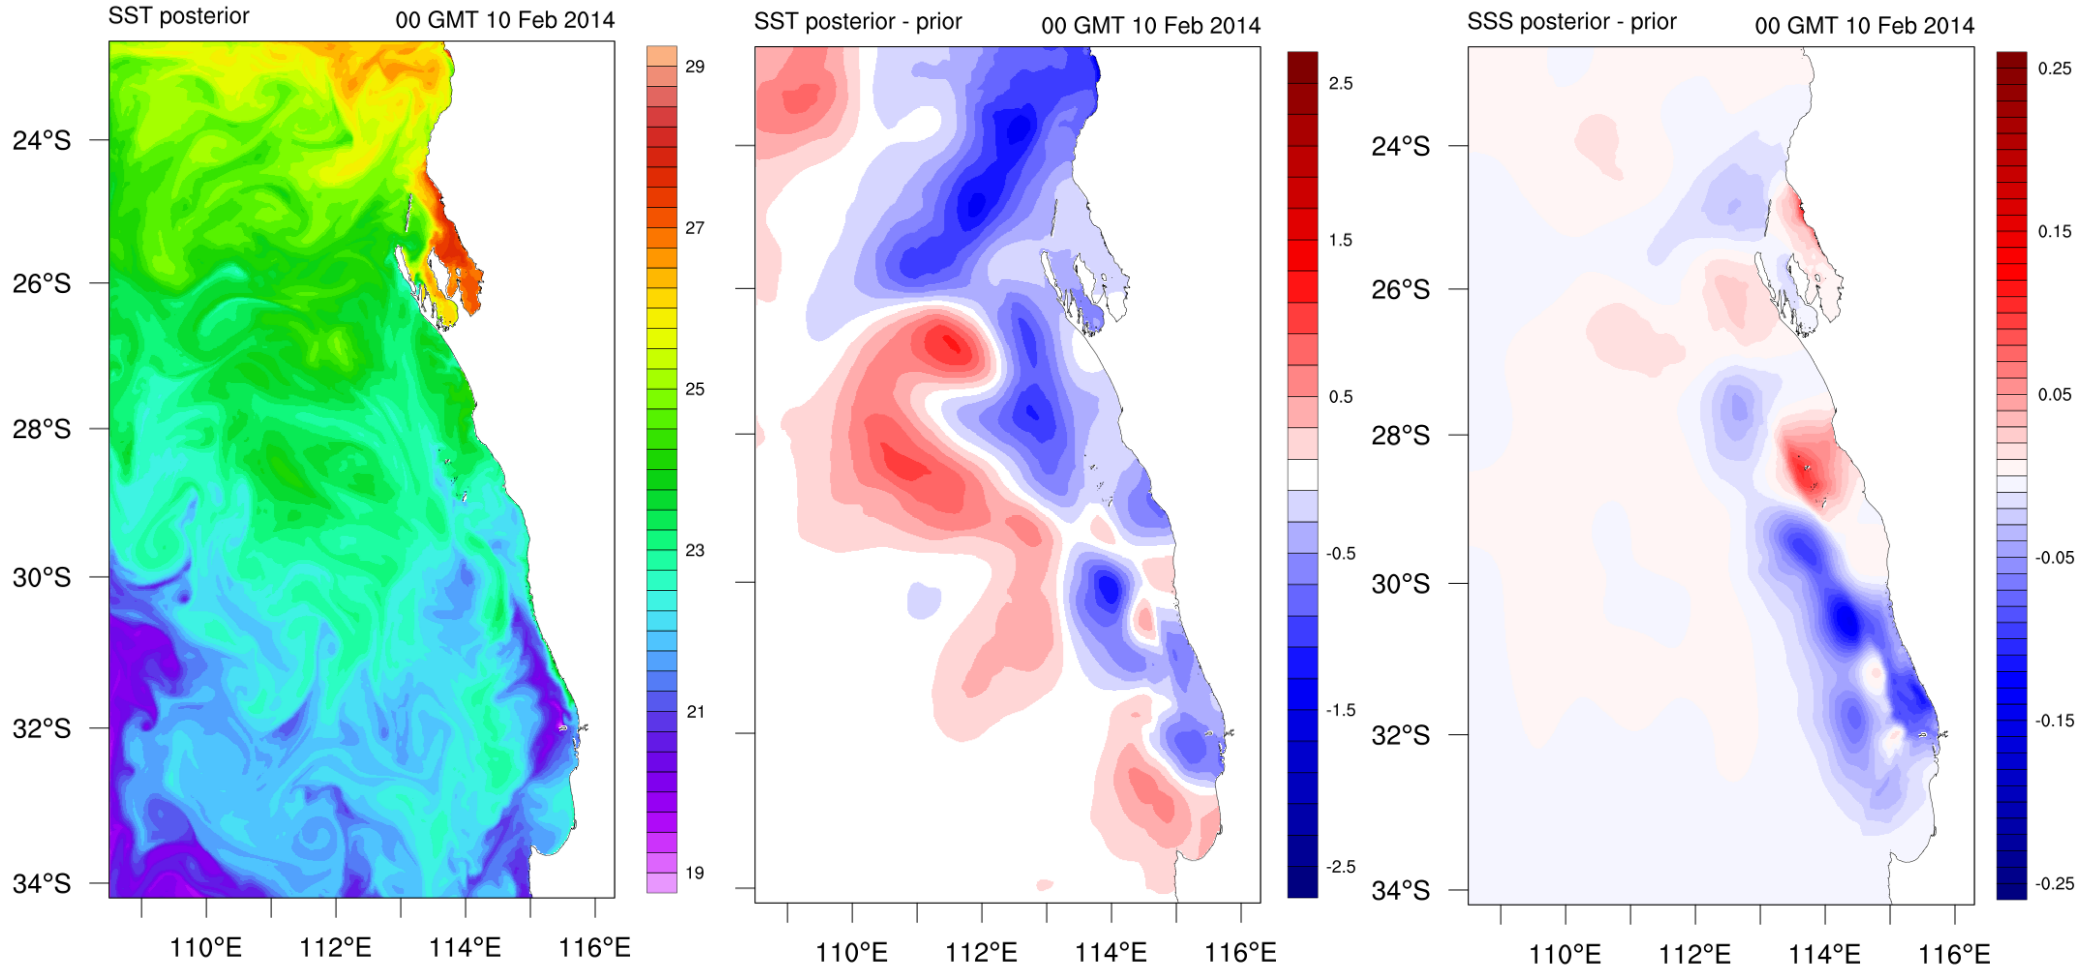 SST posterior 00 GMT 10 Feb 2014
24°S
26°S
28°S
30°S
32°S
34°S
110°E 112°E 114°E 116°E
29
27
25
23
21
19
SST posterior - prior 00 GMT 10 Feb 2014
110°E 112°E 114°E 116°E
2.5
1.5
0.5
-0.5
-1.5
-2.5
SSS posterior - prior 00 GMT 10 Feb 2014
24°S
26°S
28°S
30°S
32°S
34°S
110°E 112°E 114°E 116°E
0.25
0.15
0.05
-0.05
-0.15
-0.25